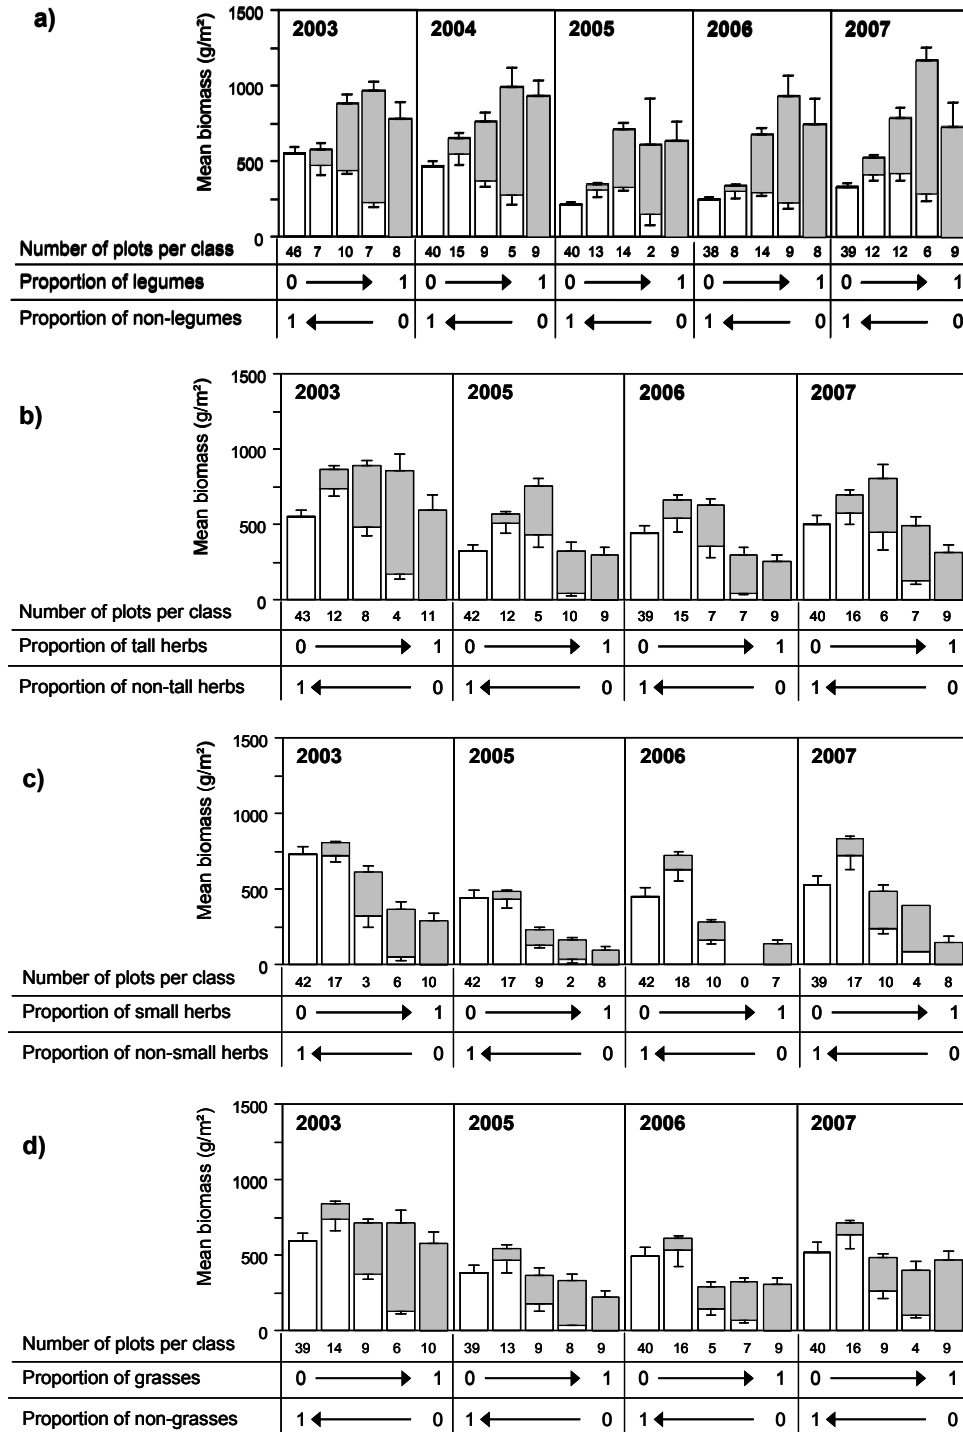 a)
Mean biomass (g/m²)
1500
1000
500
0
2003 2004 2005 2006 2007
Number of plots per class 46 7 10 7 8 40 15 9 5 9 40 13 14 2 9 38 8 14 9 8 39 12 12 6 9
Proportion of legumes 0 1 0 1 0 1 0 1 0 1
Proportion of non-legumes 1 0 1 0 1 0 1 0 1 0
b)
Mean biomass (g/m²)
1500
1000
500
0
2003 2005 2006 2007
Number of plots per class 43 12 8 4 11 42 12 5 10 9 39 15 7 7 9 40 16 6 7 9
Proportion of tall herbs 0 1 0 1 0 1 0 1
Proportion of non-tall herbs 1 0 1 0 1 0 1 0
c)
Mean biomass (g/m²)
1500
1000
500
0
2003 2005 2006 2007
Number of plots per class 42 17 3 6 10 42 17 9 2 8 42 18 10 0 7 39 17 10 4 8
Proportion of small herbs 0 1 0 1 0 1 0 1
Proportion of non-small herbs 1 0 1 0 1 0 1 0
d)
Mean biomass (g/m²)
1500
1000
500
0
2003 2005 2006 2007
Number of plots per class 39 14 9 6 10 39 13 9 8 9 40 16 5 7 9 40 16 9 4 9
Proportion of grasses 0 1 0 1 0 1 0 1
Proportion of non-grasses 1 0 1 0 1 0 1 0